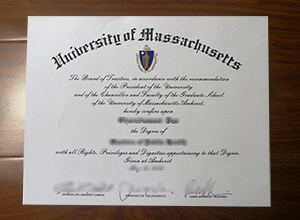 University of Massachusetts
The Board of Trustees, in accordance with the recommendation
of the President of the University
and of the Chancellor and Faculty of the Graduate School
of the University of Massachusetts Amherst,
hereby confers upon
the Degree of
with all Rights, Privileges and Dignities appertaining to that Degree.
Given at Amherst